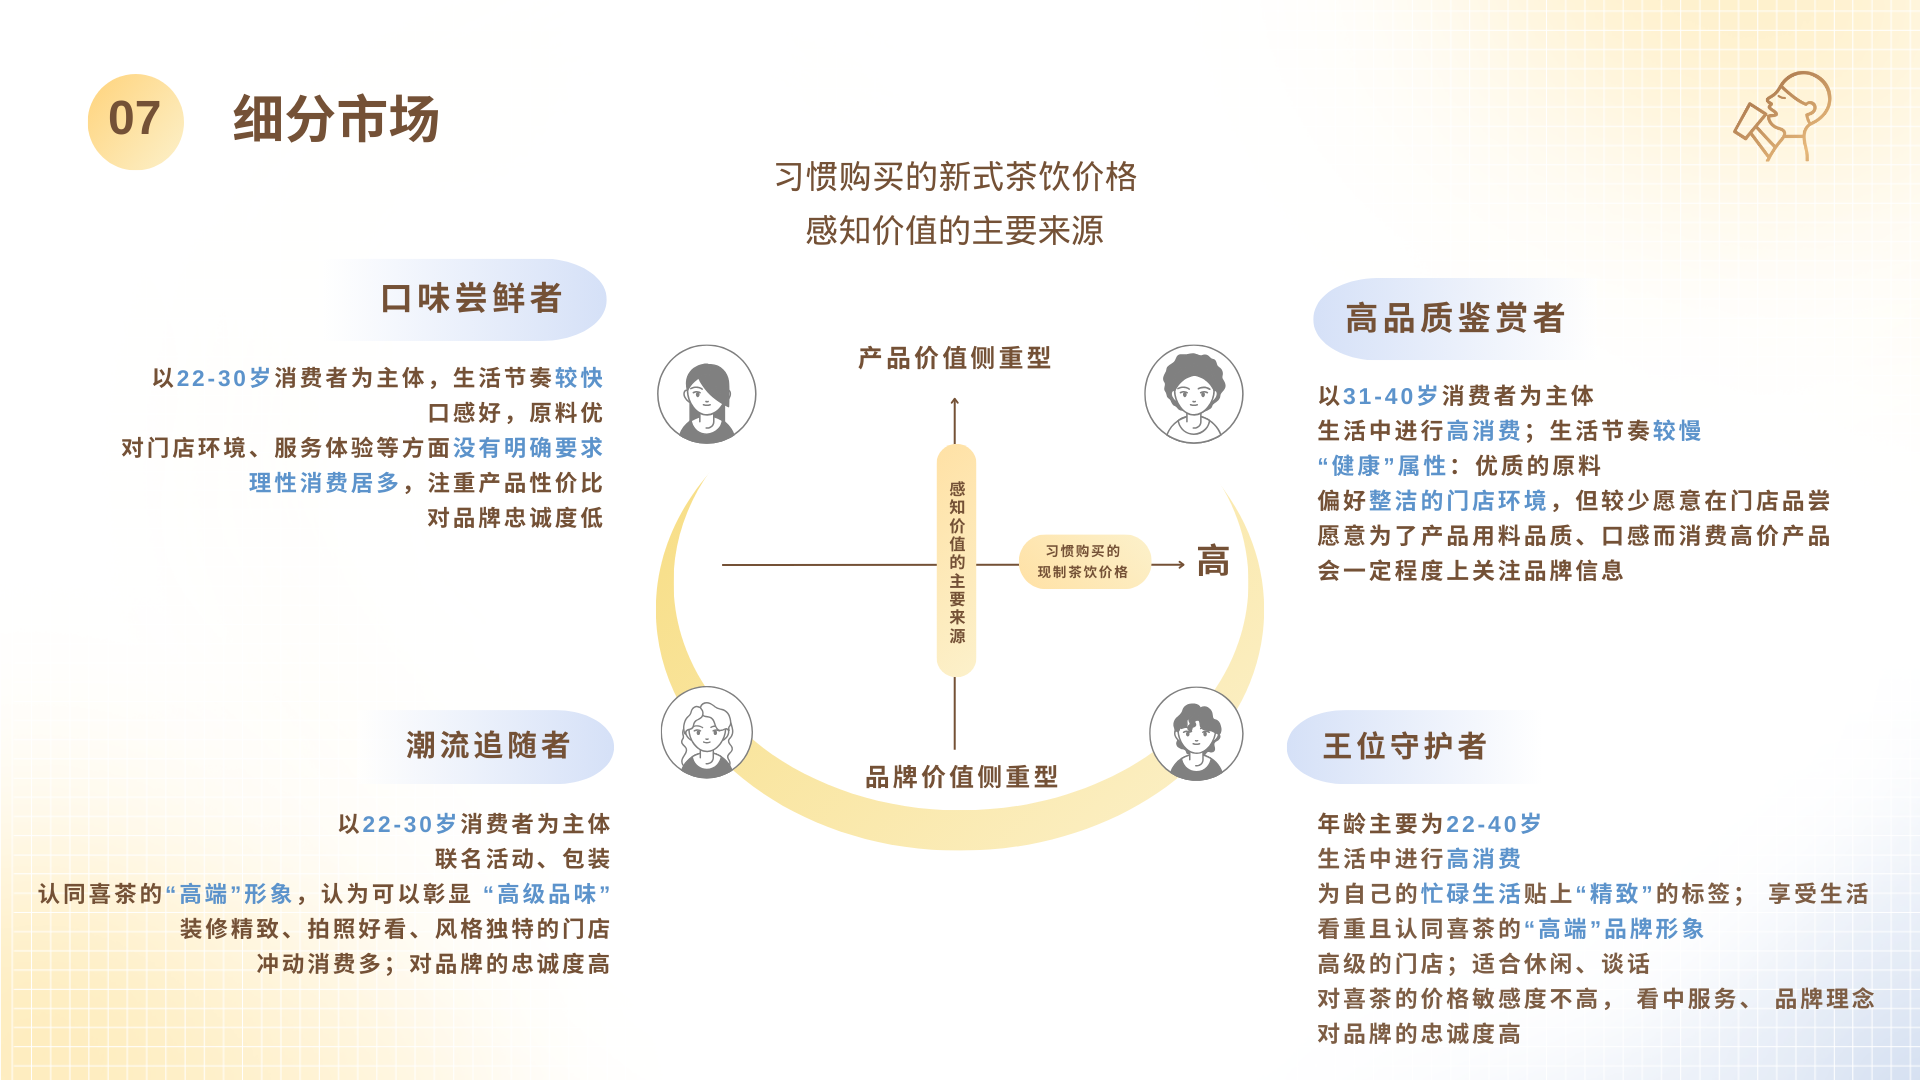 07
细分市场
习惯购买的新式茶饮价格
感知价值的主要来源
口味尝鲜者
以22-30岁消费者为主体，生活节奏较快
口感好，原料优
对门店环境、服务体验等方面没有明确要求
理性消费居多，注重产品性价比
对品牌忠诚度低
高品质鉴赏者
以31-40岁消费者为主体
生活中进行高消费；生活节奏较慢
“健康”属性：优质的原料
偏好整洁的门店环境，但较少愿意在门店品尝
愿意为了产品用料品质、口感而消费高价产品
会一定程度上关注品牌信息
产品价值侧重型
感知价值的主要来源
习惯购买的
现制茶饮价格
高
品牌价值侧重型
潮流追随者
以22-30岁消费者为主体
联名活动、包装
认同喜茶的“高端”形象，认为可以彰显 “高级品味”
装修精致、拍照好看、风格独特的门店
冲动消费多；对品牌的忠诚度高
王位守护者
年龄主要为22-40岁
生活中进行高消费
为自己的忙碌生活贴上“精致”的标签； 享受生活
看重且认同喜茶的“高端”品牌形象
高级的门店；适合休闲、谈话
对喜茶的价格敏感度不高， 看中服务、 品牌理念
对品牌的忠诚度高